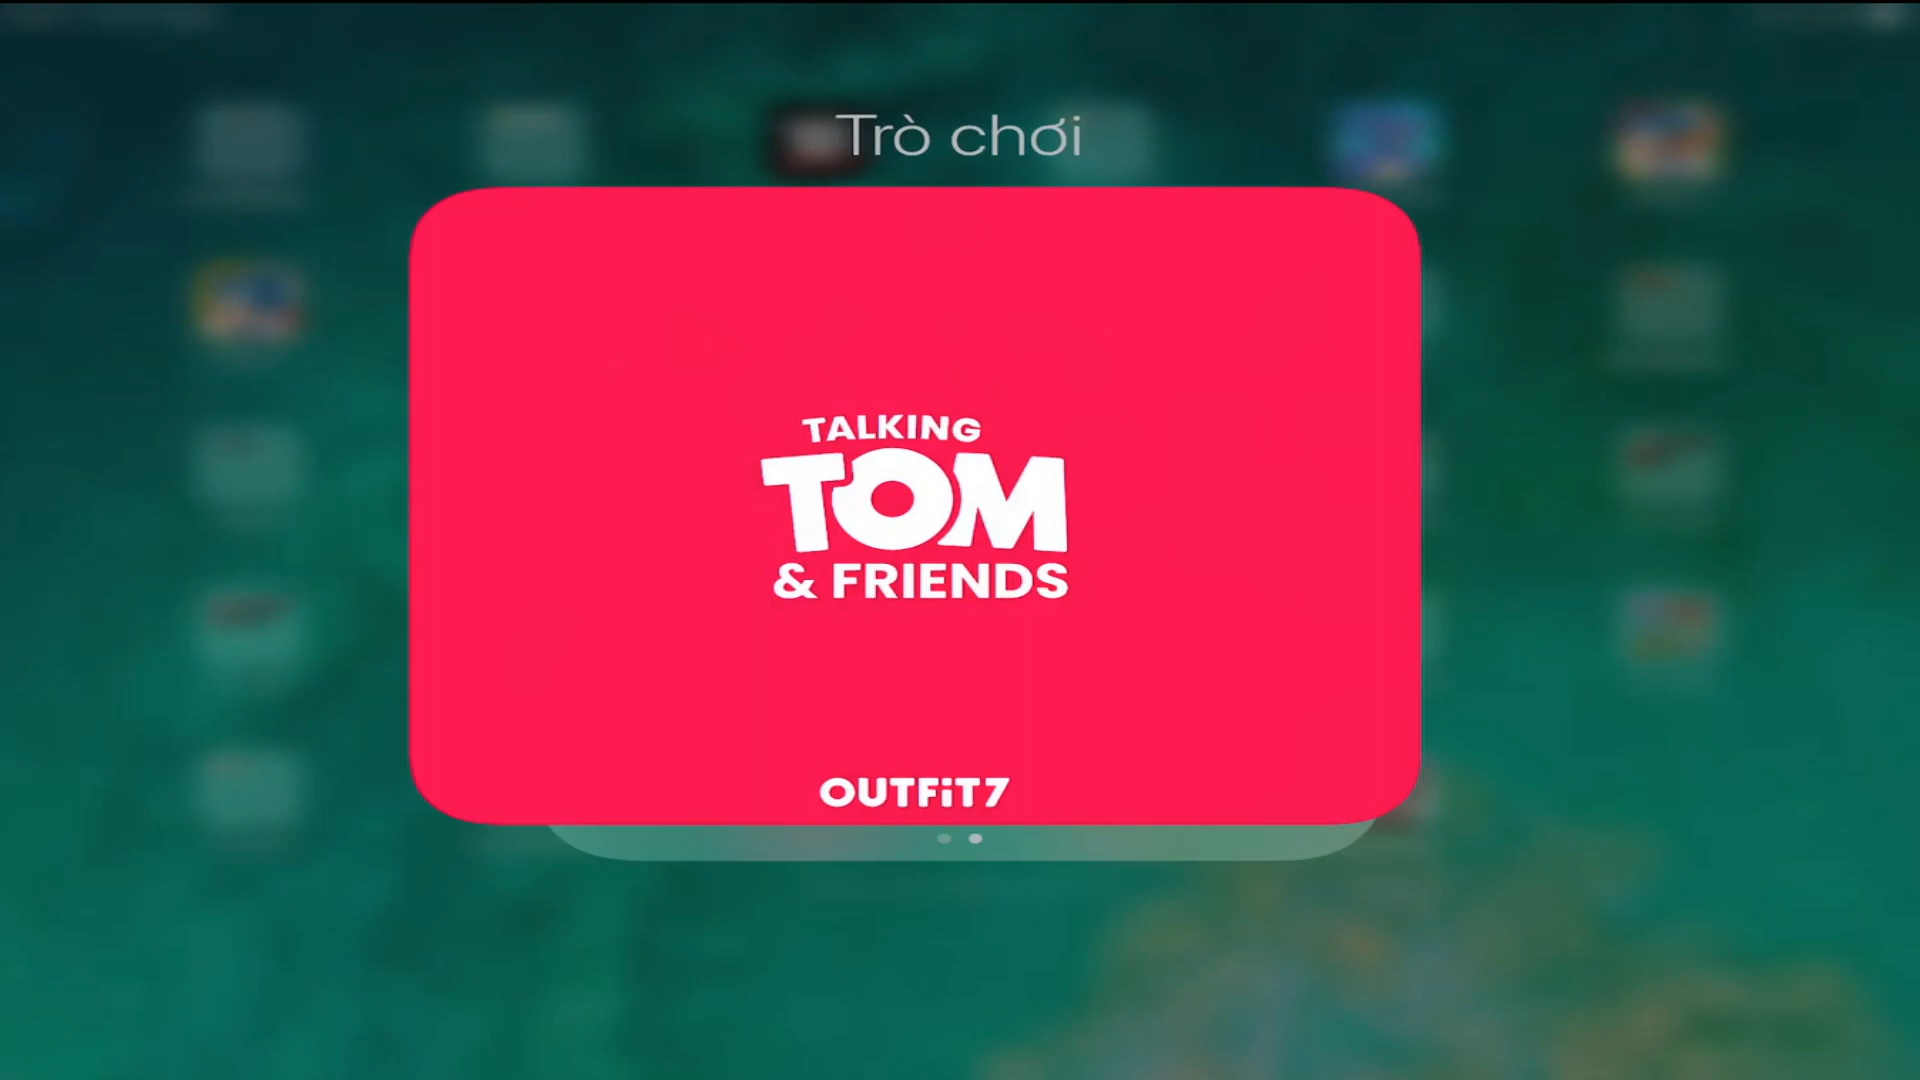 Trò chơi
TALKING
TOM
& FRIENDS
OUTFiT7